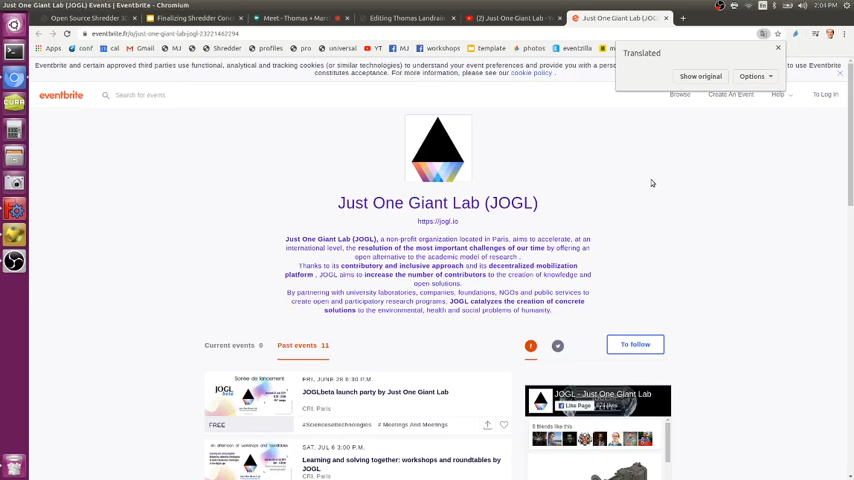 Just One Giant Lab (JOGL) Events | Eventbrite - Chromium
2:04 PM
Open Source Shredder 3D
Finalizing Shredder Conc
Meet - Thomas + Marc
Editing Thomas Landrain
(2) Just One Giant Lab - Y
Just One Giant Lab (JOGL)
eventbrite.fr/o/just-one-giant-lab-jogl-23221462294
Apps
conf
cal
Gmail
MJ
Shredder
profiles
pro
universal
YT
MJ
workshops
template
photos
eventzilla
MJ
Translated
Show original
Options
Eventbrite and certain approved third parties use functional, analytical and tracking cookies (or similar technologies) to understand your event preferences and provide you with a
to use Eventbrite
constitutes acceptance. For more information, please see our cookie policy .
eventbrite
Search for events
Browse
Create An Event
Help
To Log In
Just One Giant Lab (JOGL)
https://jogl.io
Just One Giant Lab (JOGL), a non-profit organization located in Paris, aims to accelerate, at an
international level, the resolution of the most important challenges of our time by offering an
open alternative to the academic model of research .
Thanks to its contributory and inclusive approach and its decentralized mobilization
platform , JOGL aims to increase the number of contributors to the creation of knowledge and
open solutions.
By partnering with university laboratories, companies, foundations, NGOs and public services to
create open and participatory research programs, JOGL catalyzes the creation of concrete
solutions to the environmental, health and social problems of humanity.
Current events 0
Past events 11
To follow
Soirée de lancement
JOGL
beta
FREE
FRI, JUNE 28 6:30 P.M.
JOGLbeta launch party by Just One Giant Lab
CRI, Paris
#Sciencesettechnologies # Meetings And Meetings
SAT, JUL 6 3:00 P.M.
Learning and solving together: workshops and roundtables by
JOGL
CRI, Paris
JOGL - Just One Giant Lab
Like Page
8 friends like this
CURA